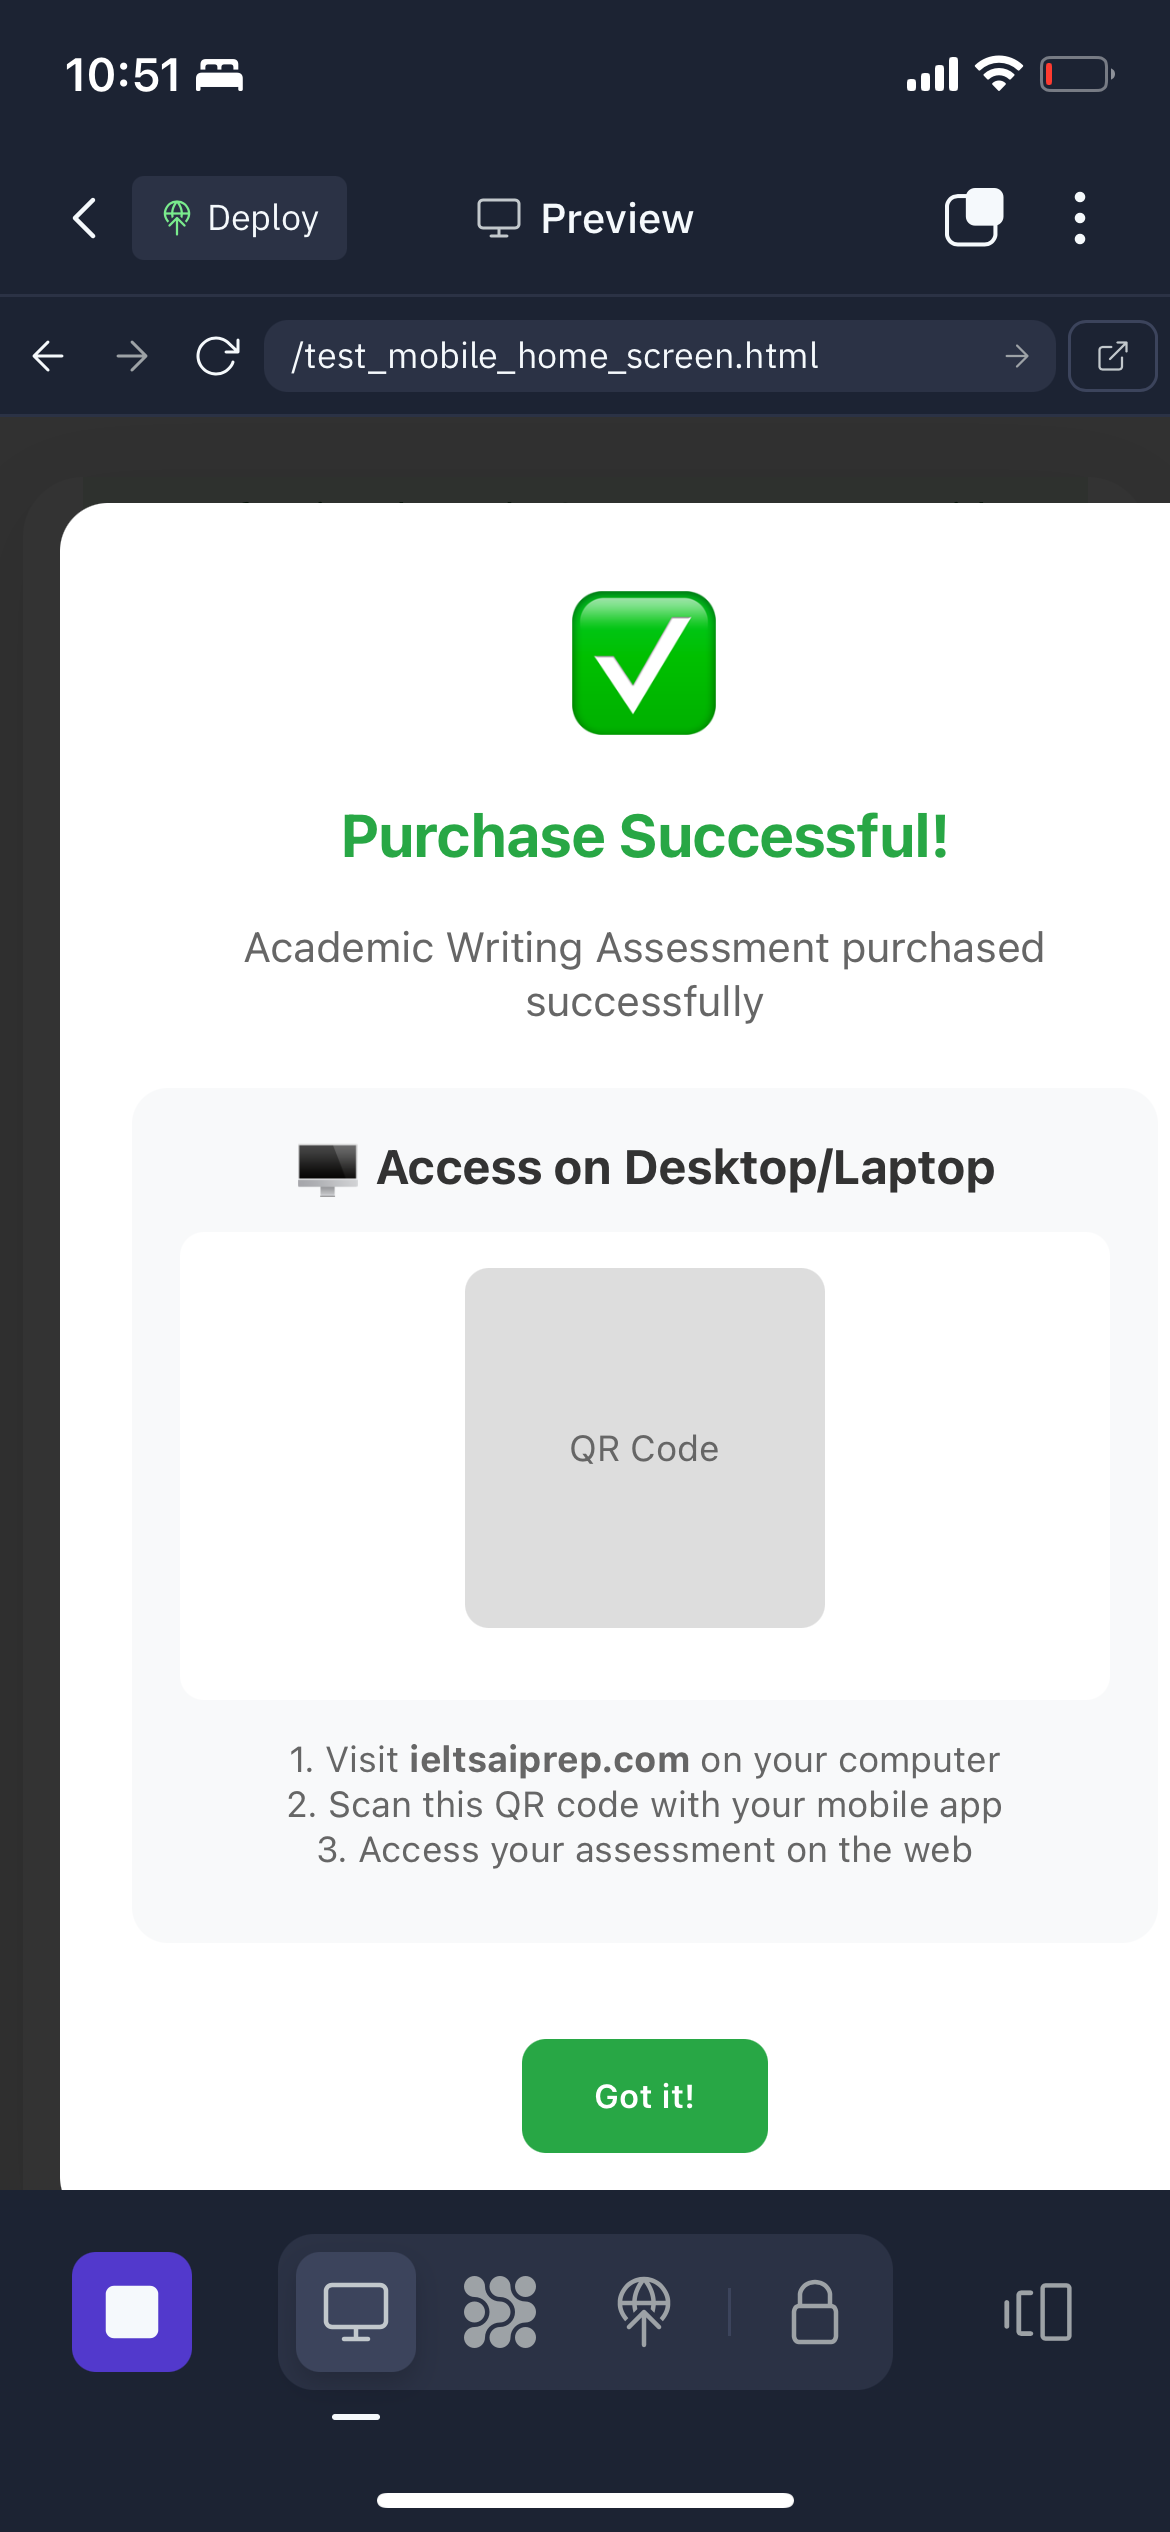 10:51
Deploy
Preview
/test_mobile_home_screen.html
Purchase Successful!
Academic Writing Assessment purchased
successfully
Access on Desktop/Laptop
QR Code
1. Visit ieltsaiprep.com on your computer
2. Scan this QR code with your mobile app
3. Access your assessment on the web
Got it!